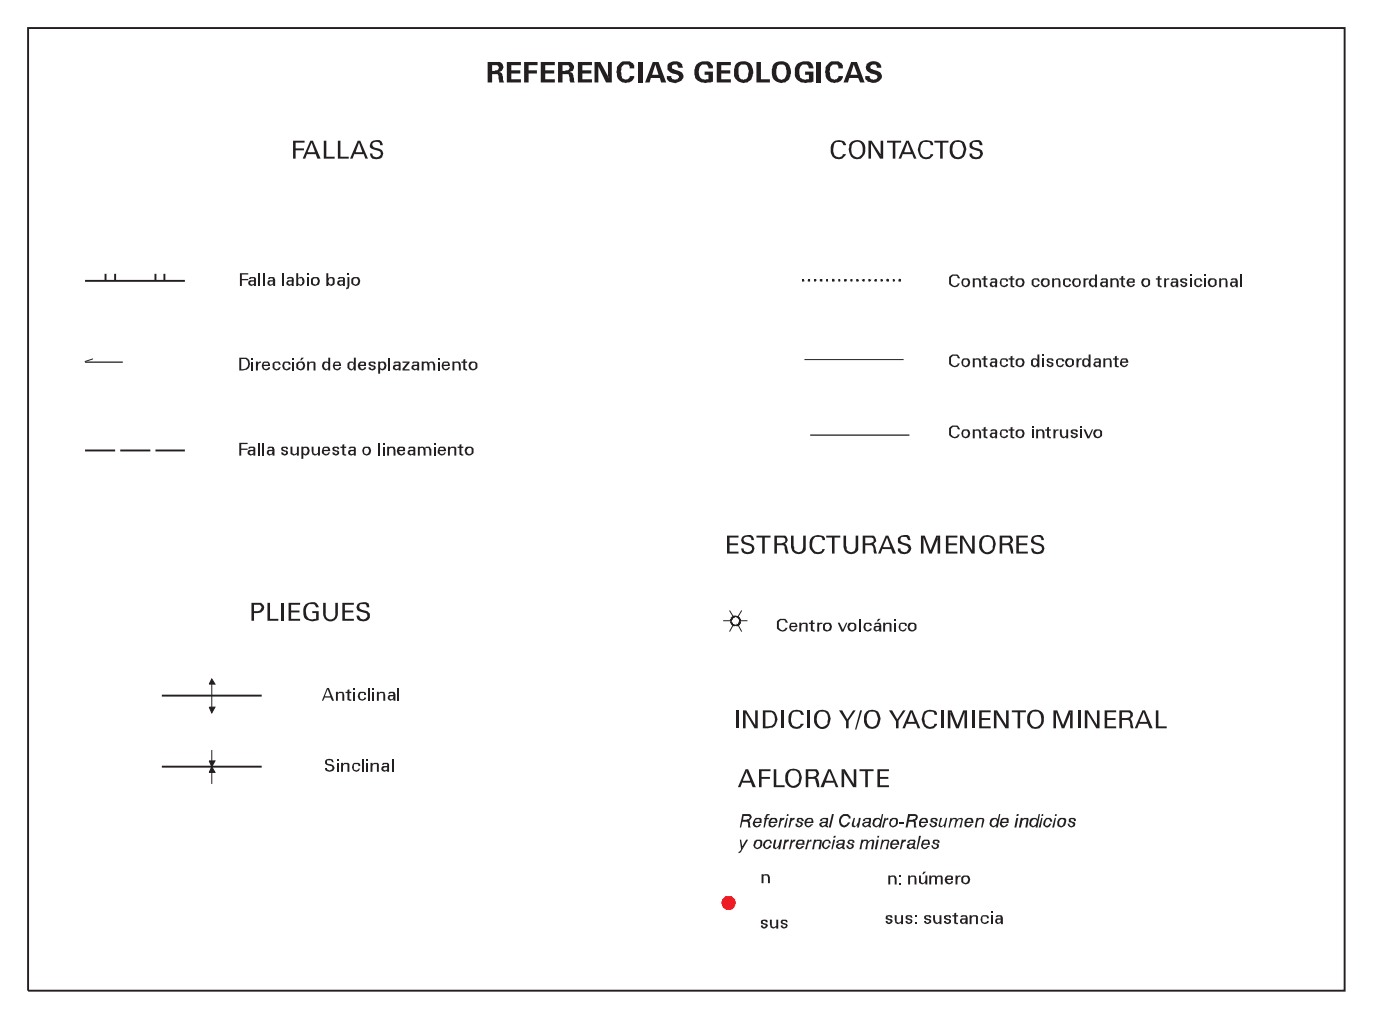 REFERENCIAS GEOLOGICAS
FALLAS
Falla labio bajo
Dirección de desplazamiento
Falla supuesta o lineamiento
PLIEGUES
Anticlinal
Sinclinal
CONTACTOS
Contacto concordante o trasicional
Contacto discordante
Contacto intrusivo
ESTRUCTURAS MENORES
Centro volcánico
INDICIO Y/O YACIMIENTO MINERAL
AFLORANTE
Referirse al Cuadro-Resumen de indicios
y ocurrerncias minerales
n
n: número
sus
sus: sustancia